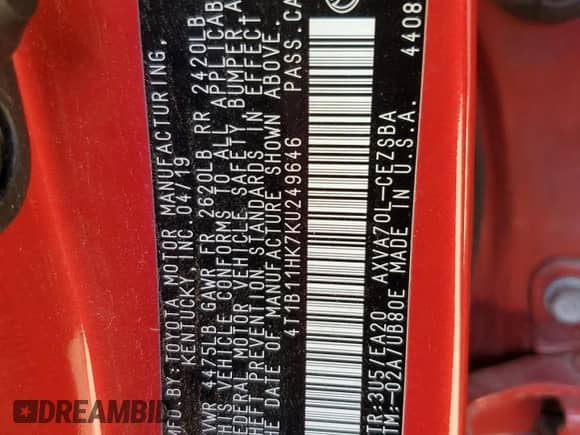 MFD.BY:TOYOTA MOTOR MANUFACTURING,
KENTUCKY, INC. 04/19
GVWR 4475LB GAWR FR 2620LB RR 2420LB
THIS VEHICLE CONFORMS TO ALL APPLICAB
FEDERAL MOTOR VEHICLE SAFETY, BUMPER A
THEFT PREVENTION STANDARDS IN EFFECT
THE DATE OF MANUFACTURE SHOWN ABOVE.
4T1B11HK7KU249646 PASS.CA
/TR:3U5/EA20 AXVA70L-CEZSBA
/TM:-02A/UB80E MADE IN U.S.A.
4408
DREAMBID